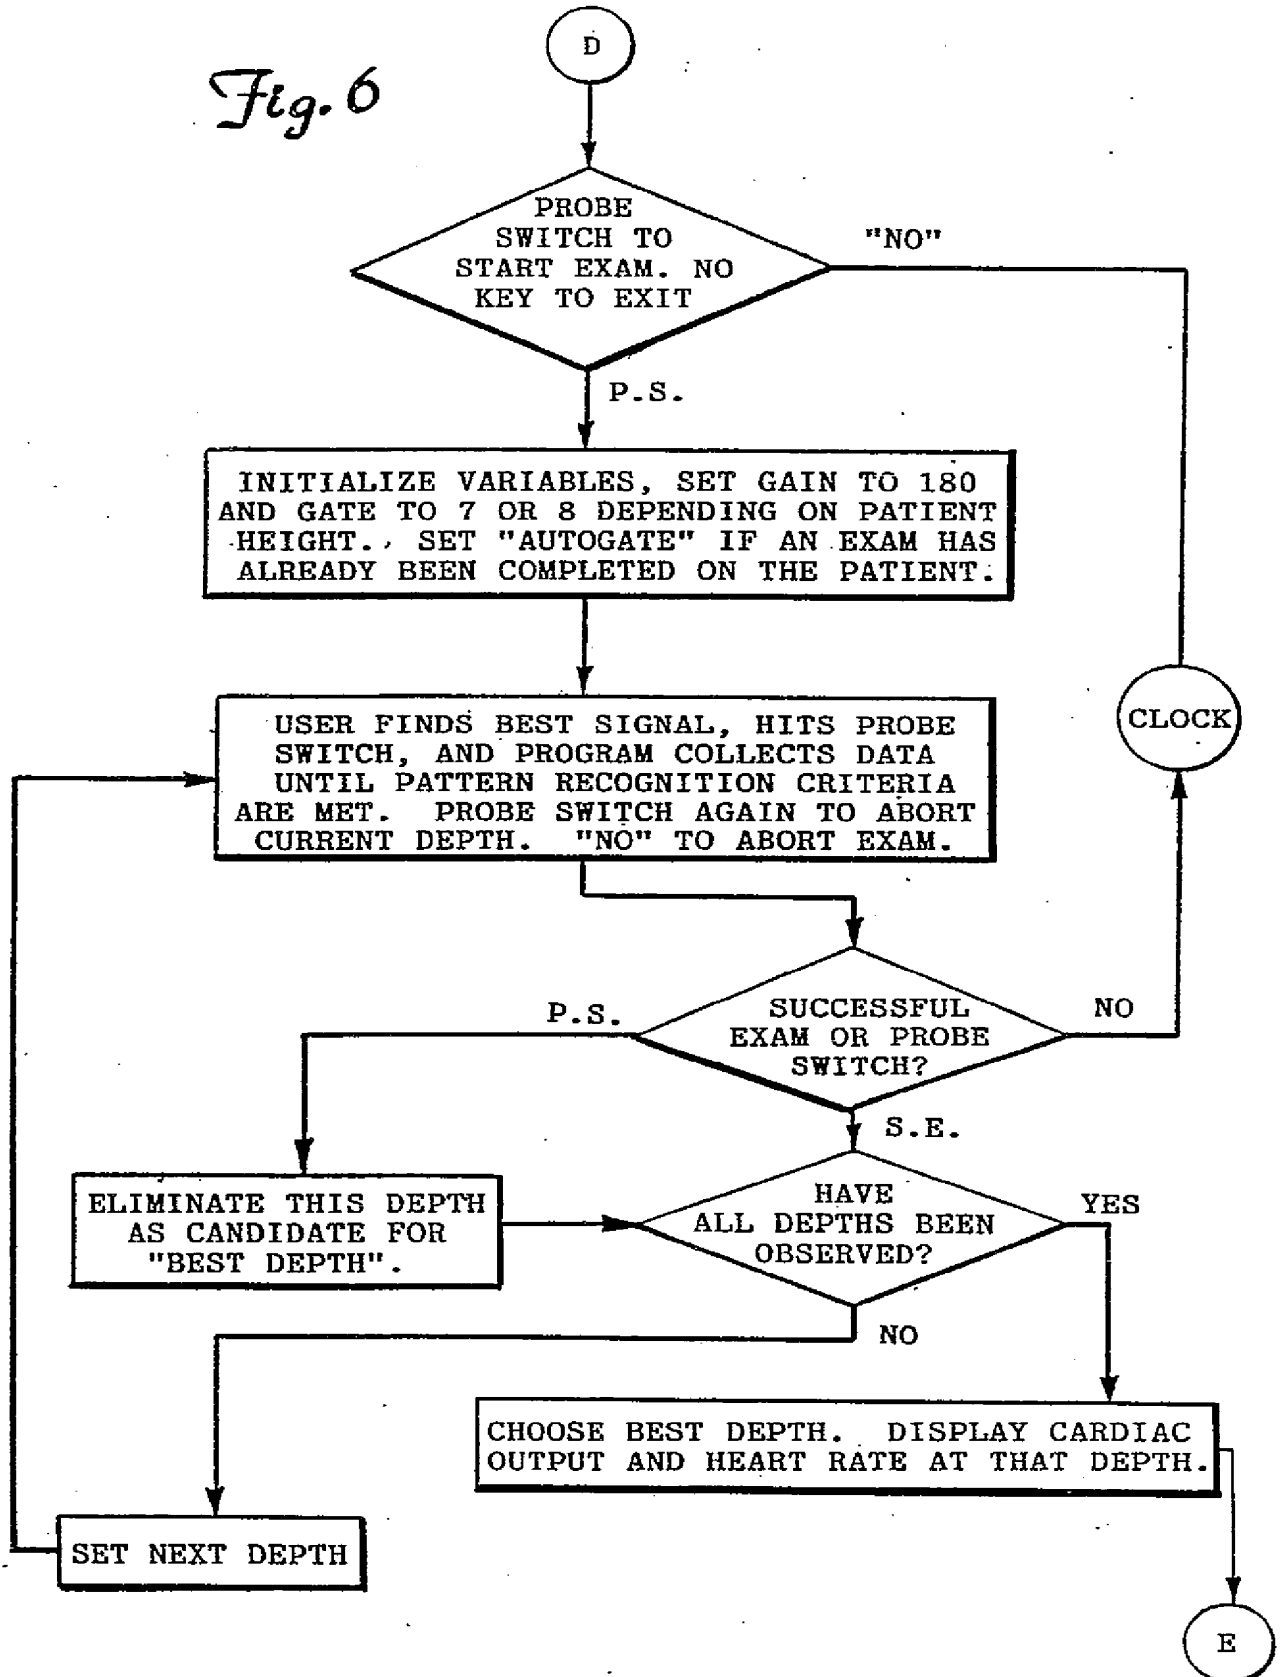 D
Fig. 6
PROBE
SWITCH TO
START EXAM. NO
KEY TO EXIT
"NO"
P.S.
INITIALIZE VARIABLES, SET GAIN TO 180
AND GATE TO 7 OR 8 DEPENDING ON PATIENT
HEIGHT. SET "AUTOGATE" IF AN EXAM HAS
ALREADY BEEN COMPLETED ON THE PATIENT.
USER FINDS BEST SIGNAL, HITS PROBE
SWITCH, AND PROGRAM COLLECTS DATA
UNTIL PATTERN RECOGNITION CRITERIA
ARE MET. PROBE SWITCH AGAIN TO ABORT
CURRENT DEPTH. "NO" TO ABORT EXAM.
CLOCK
SUCCESSFUL
EXAM OR PROBE
SWITCH?
P.S.
NO
S.E.
ELIMINATE THIS DEPTH
AS CANDIDATE FOR
"BEST DEPTH".
HAVE
ALL DEPTHS BEEN
OBSERVED?
YES
NO
CHOOSE BEST DEPTH. DISPLAY CARDIAC
OUTPUT AND HEART RATE AT THAT DEPTH.
SET NEXT DEPTH
E